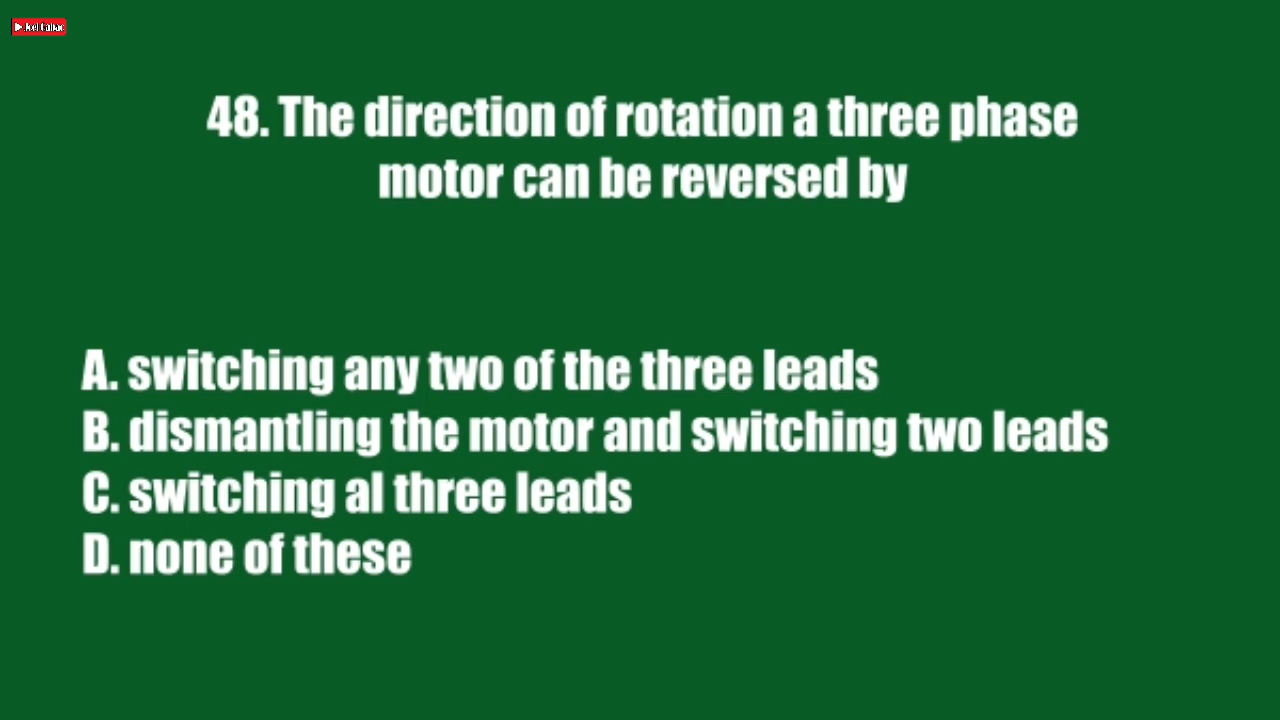 48. The direction of rotation a three phase
motor can be reversed by
A. switching any two of the three leads
B. dismantling the motor and switching two leads
C. switching al three leads
D. none of these